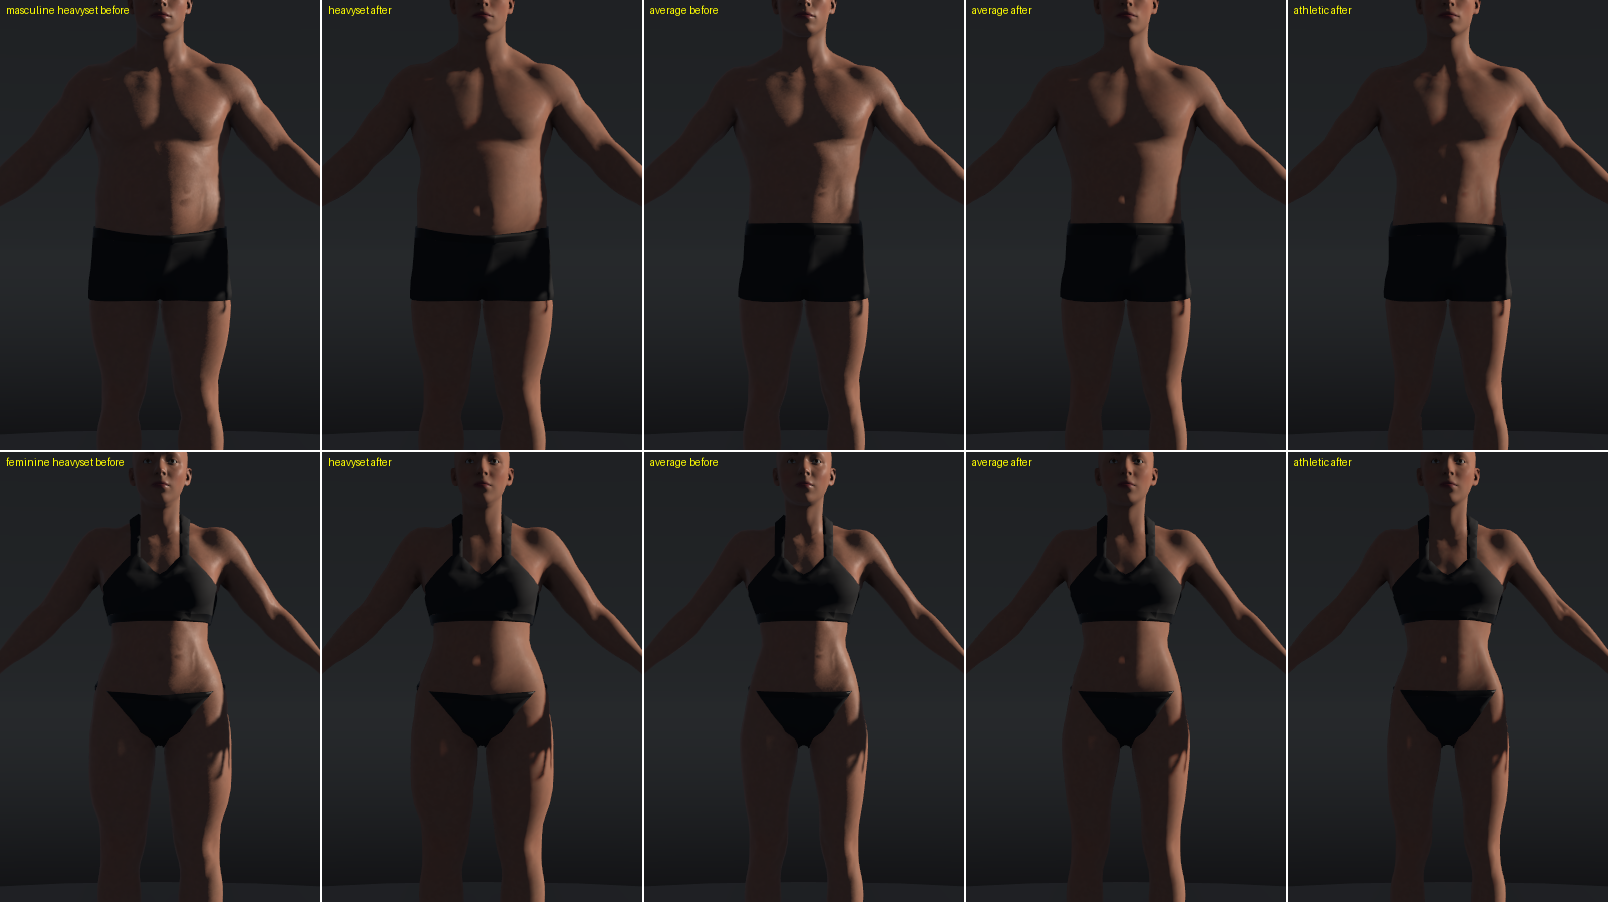 masculine heavyset before
heavyset after
average before
average after
athletic after
feminine heavyset before
heavyset after
average before
average after
athletic after